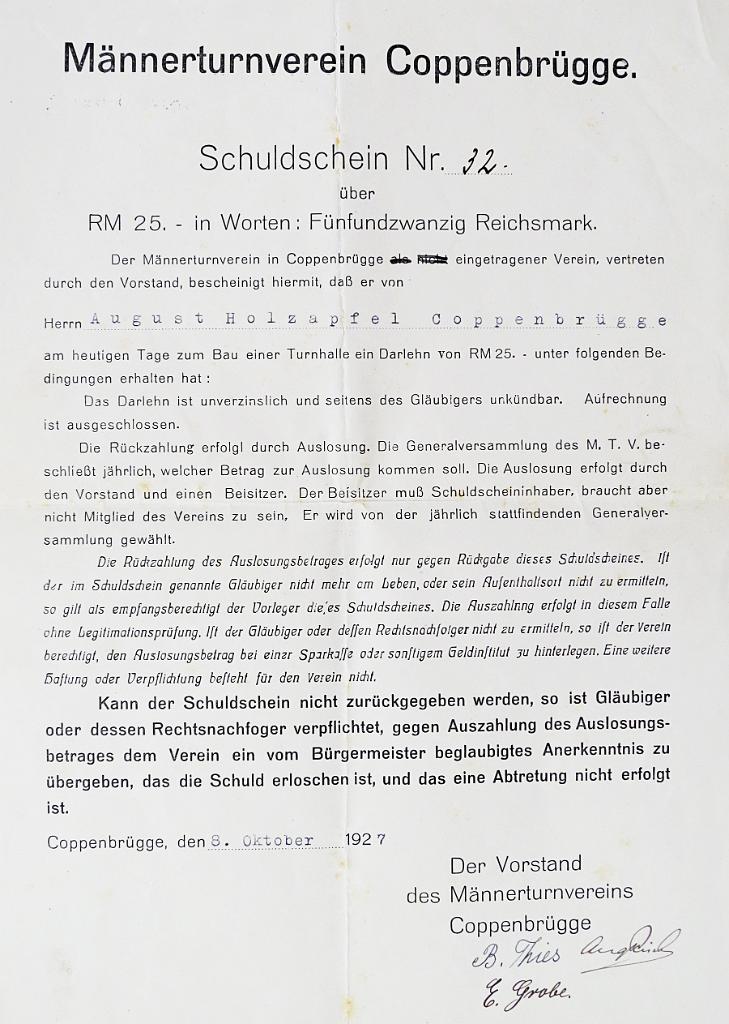 Männerturnverein Coppenbrügge.
Schuldschein Nr. 32.
über
RM 25. - in Worten: Fünfundzwanzig Reichsmark.
Der Männerturnverein in Coppenbrügge als nicht eingetragener Verein, vertreten
durch den Vorstand, bescheinigt hiermit, daß er von
Herrn August Holzapfel Coppenbrügge
am heutigen Tage zum Bau einer Turnhalle ein Darlehn von RM 25. - unter folgenden Be-
dingungen erhalten hat:
Das Darlehn ist unverzinslich und seitens des Gläubigers unkündbar. Aufrechnung
ist ausgeschlossen.
Die Rückzahlung erfolgl durch Auslosung. Die Generalversammlung des M. T. V. be-
schließt jährlich, welcher Betrag zur Auslosung kommen soll. Die Auslosung erfolgt durch
den Vorstand und einen Beisitzer. Der Beisitzer muß Schuldscheininhaber, braucht aber
nicht Mitglied des Vereins zu sein. Er wird von der jährlich stattfindenden Generalver-
sammlung gewählt.
Die Rückzahlung des Auslosungsbetrages erfolgt nur gegen Rückgabe dieses Schuldscheines. Ist
der im Schuldschein genannte Gläubiger nicht mehr am Leben, oder sein Aufenthaltsort nicht zu ermitteln,
so gilt als empfangsberechtigt der Vorleger dieses Schuldscheines. Die Auszahlnng erfolgt in diesem Falle
ohne Legitimationsprüfung. Ist der Gläubiger oder dessen Rechtsnachfolger nicht zu ermitteln, so ist der Verein
berechtigt, den Auslosungsbetrag bei einer Sparkasse oder sonstigem Geldinstitut zu hinterlegen. Eine weitere
Haftung oder Verpflichtung besteht für den Verein nicht.
Kann der Schuldschein nicht zurückgegeben werden, so ist Gläubiger
oder dessen Rechtsnachfoger verpflichtet, gegen Auszahlung des Auslosungs-
betrages dem Verein ein vom Bürgermeister beglaubigtes Anerkenntnis zu
übergeben, das die Schuld erloschen ist, und das eine Abtretung nicht erfolgt
ist.
Coppenbrügge, den 8. Oktober 1927
Der Vorstand
des Männerturnvereins
Coppenbrügge
B. Thies
E. Grobe.